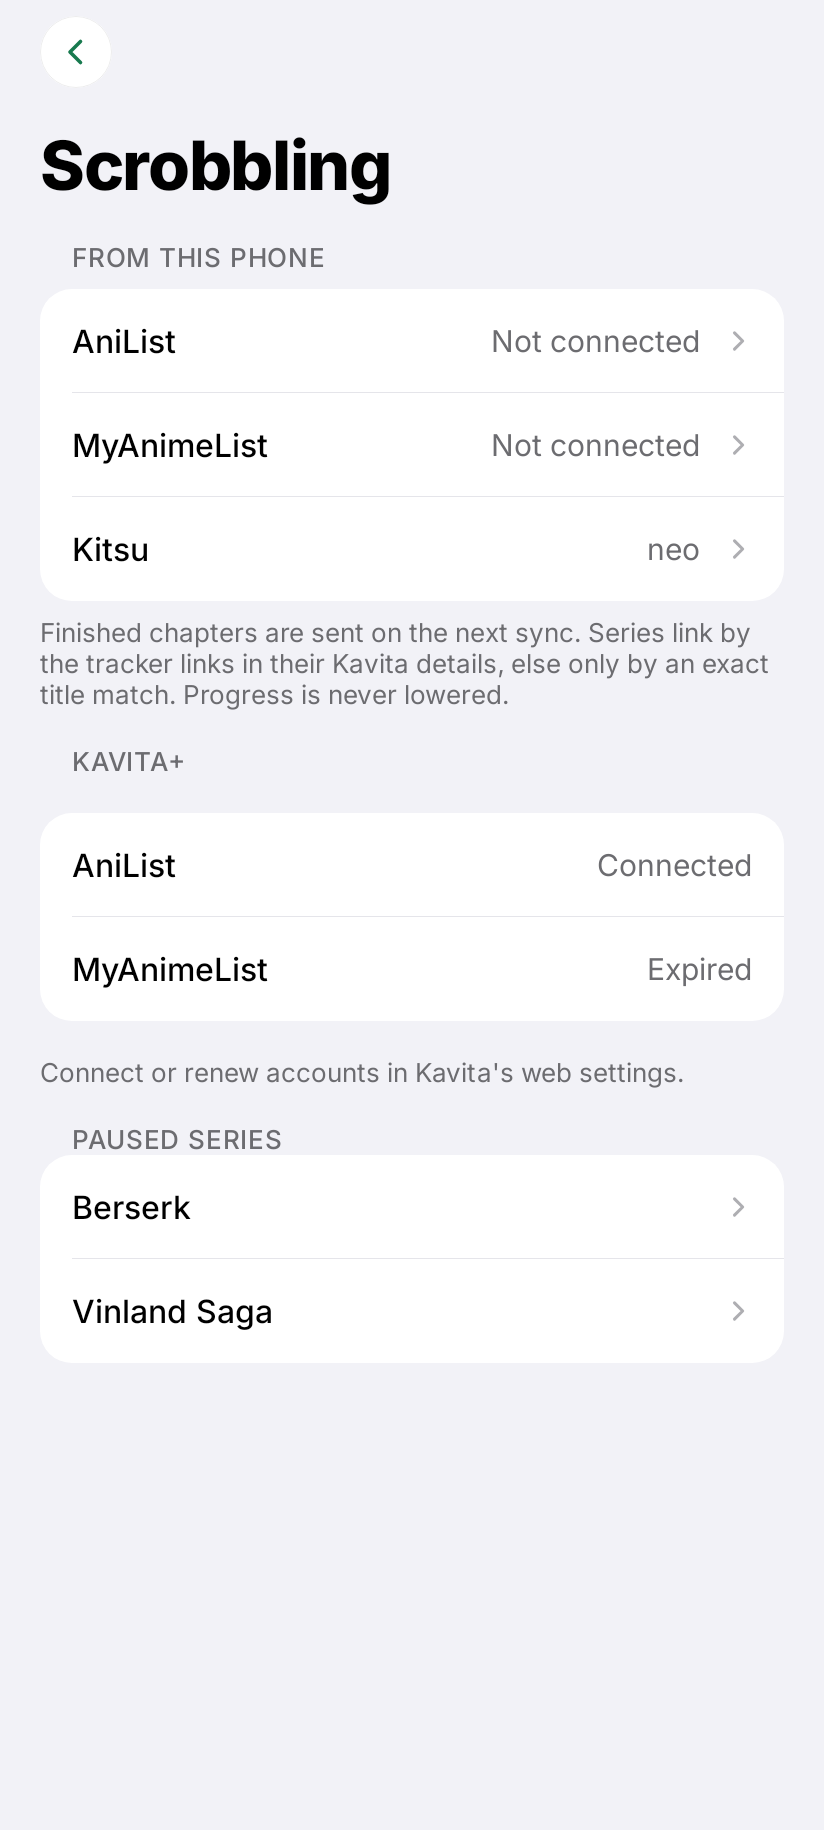 Scrobbling
FROM THIS PHONE
AniList Not connected
MyAnimeList Not connected
Kitsu neo
Finished chapters are sent on the next sync. Series link by
the tracker links in their Kavita details, else only by an exact
title match. Progress is never lowered.
KAVITA+
AniList Connected
MyAnimeList Expired
Connect or renew accounts in Kavita's web settings.
PAUSED SERIES
Berserk
Vinland Saga